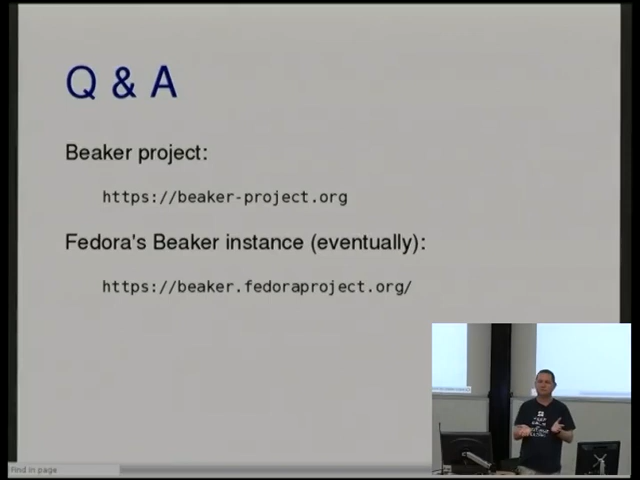 Q & A
Beaker project:
https://beaker-project.org
Fedora's Beaker instance (eventually):
https://beaker.fedoraproject.org/
Find in page